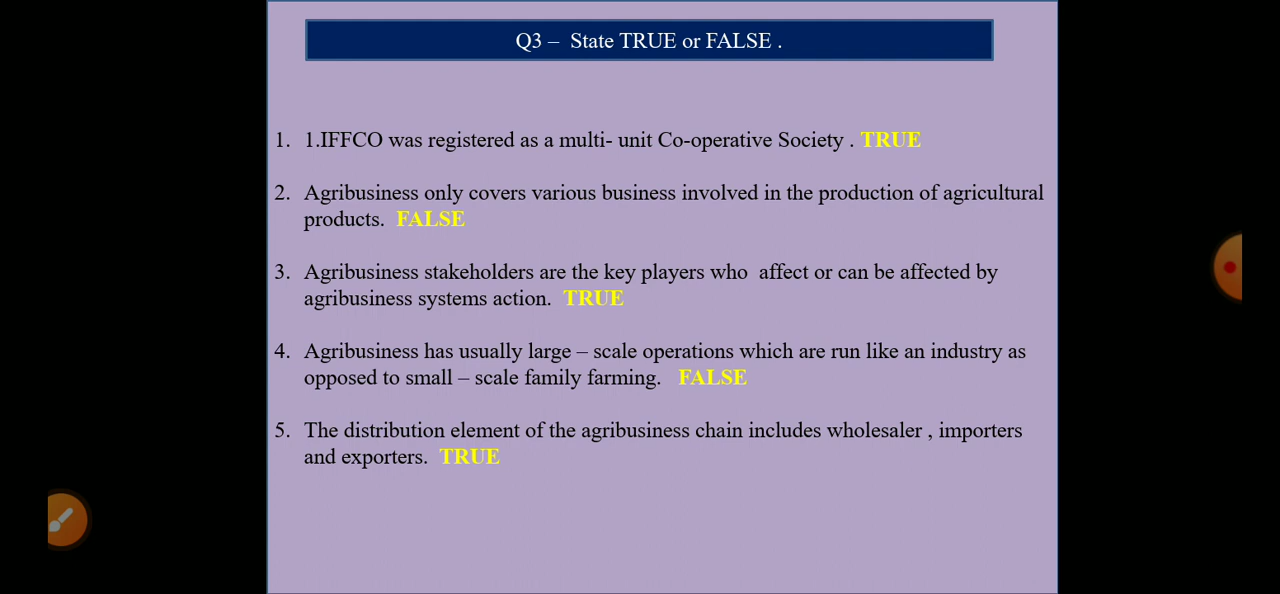 Q3 – State TRUE or FALSE .
1. 1.IFFCO was registered as a multi- unit Co-operative Society . TRUE
2. Agribusiness only covers various business involved in the production of agricultural
products. FALSE
3. Agribusiness stakeholders are the key players who affect or can be affected by
agribusiness systems action. TRUE
4. Agribusiness has usually large – scale operations which are run like an industry as
opposed to small – scale family farming. FALSE
5. The distribution element of the agribusiness chain includes wholesaler , importers
and exporters. TRUE